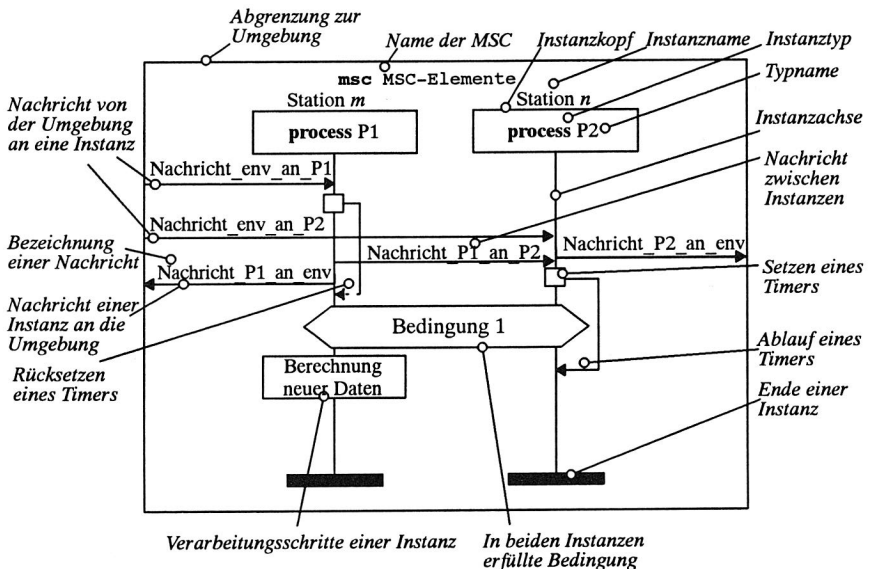 Abgrenzung zur
Umgebung
Name der MSC
Instanzkopf
Instanzname
Instanztyp
msc MSC-Elemente
Typname
Nachricht von
der Umgebung
an eine Instanz
Station m
Station n
process P1
process P2
Instanzachse
Nachricht_env_an_P1
Nachricht
zwischen
Instanzen
Nachricht_env_an_P2
Bezeichnung
einer Nachricht
Nachricht_P1_an_P2
Nachricht_P2_an_env
Nachricht_P1_an_env
Setzen eines
Timers
Nachricht einer
Instanz an die
Umgebung
Bedingung 1
Ablauf eines
Timers
Rücksetzen
eines Timers
Berechnung
neuer Daten
Ende einer
Instanz
Verarbeitungsschritte einer Instanz
In beiden Instanzen
erfüllte Bedingung